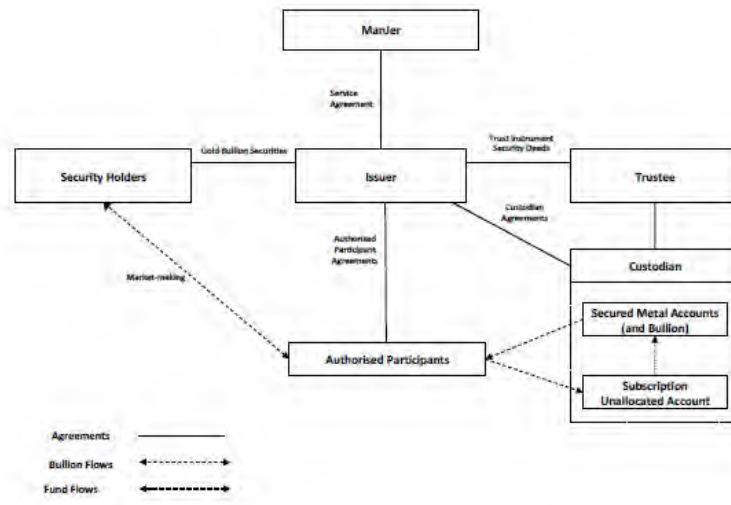 ManJer
Service
Agreement
Gold Bullion Securities
Trust Instrument
Security Deeds
Security Holders
Issuer
Trustee
Custodian
Agreements
Authorised
Participant
Agreements
Custodian
Market-making
Secured Metal Accounts
(and Bullion)
Authorised Participants
Subscription
Unallocated Account
Agreements
Bullion Flows
Fund Flows